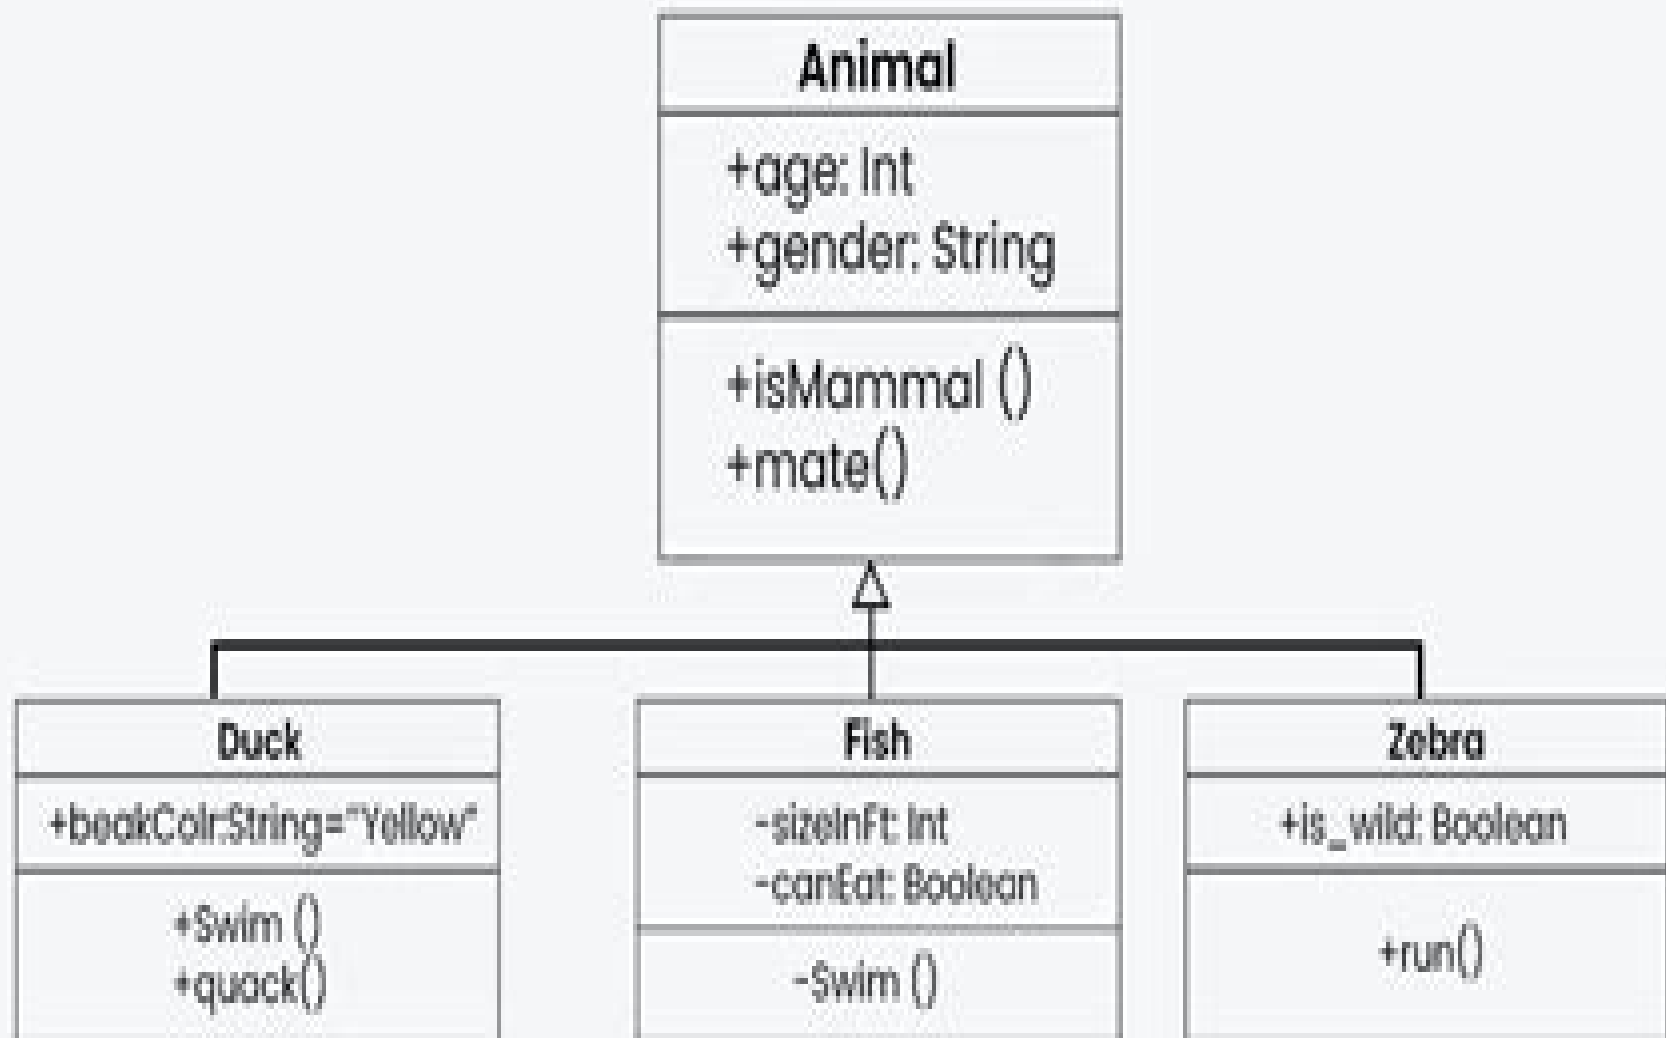 Animal
+age: Int
+gender: String
+isMammal ()
+mate()
Duck
+beakColr:String="Yellow"
+Swim ()
+quack()
Fish
-sizeInFt: Int
-canEat: Boolean
-Swim ()
Zebra
+is_wild: Boolean
+run()